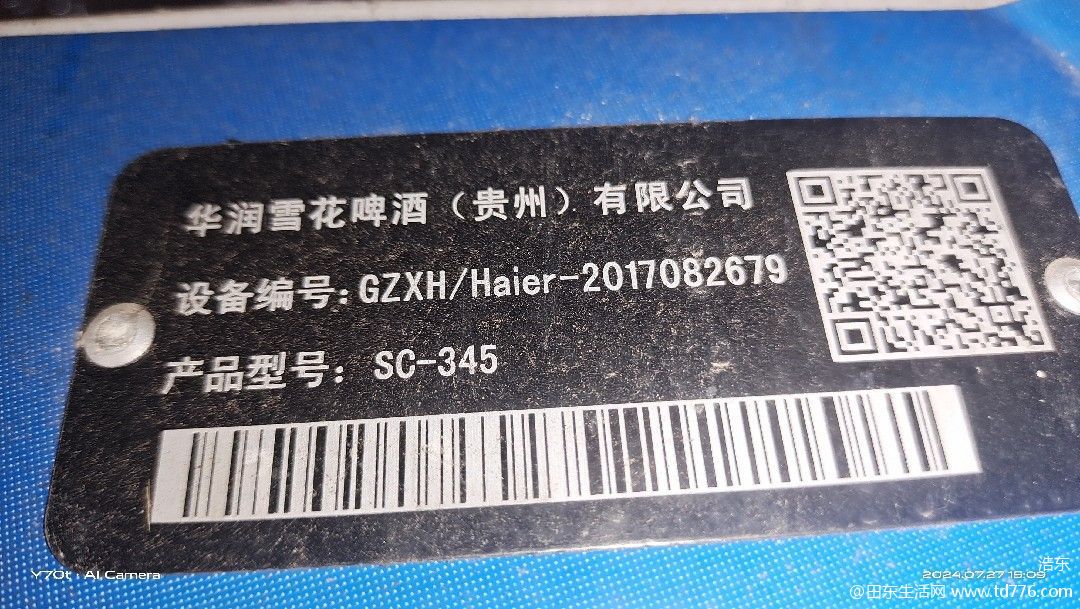 华润雪花啤酒（贵州）有限公司
设备编号：GZXH/Haier-2017082679
产品型号：SC-345
Y70t · AI Camera
浩东
2024.07.27 19:09
@田东生活网 www.td776.com